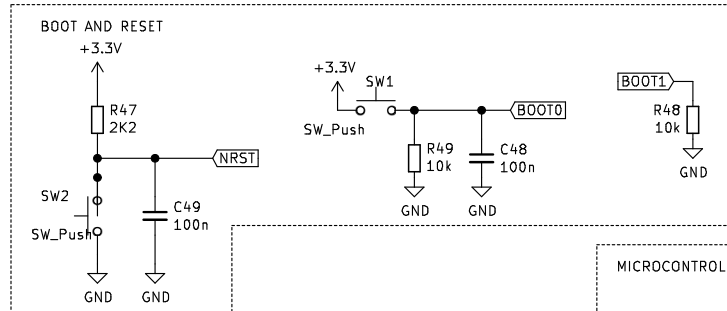 BOOT AND RESET
+3.3V
R47
2K2
NRST
SW2
SW_Push
C49
100n
GND
GND
+3.3V
SW1
SW_Push
BOOT0
R49
10k
C48
100n
GND
GND
BOOT1
R48
10k
GND
MICROCONTROL